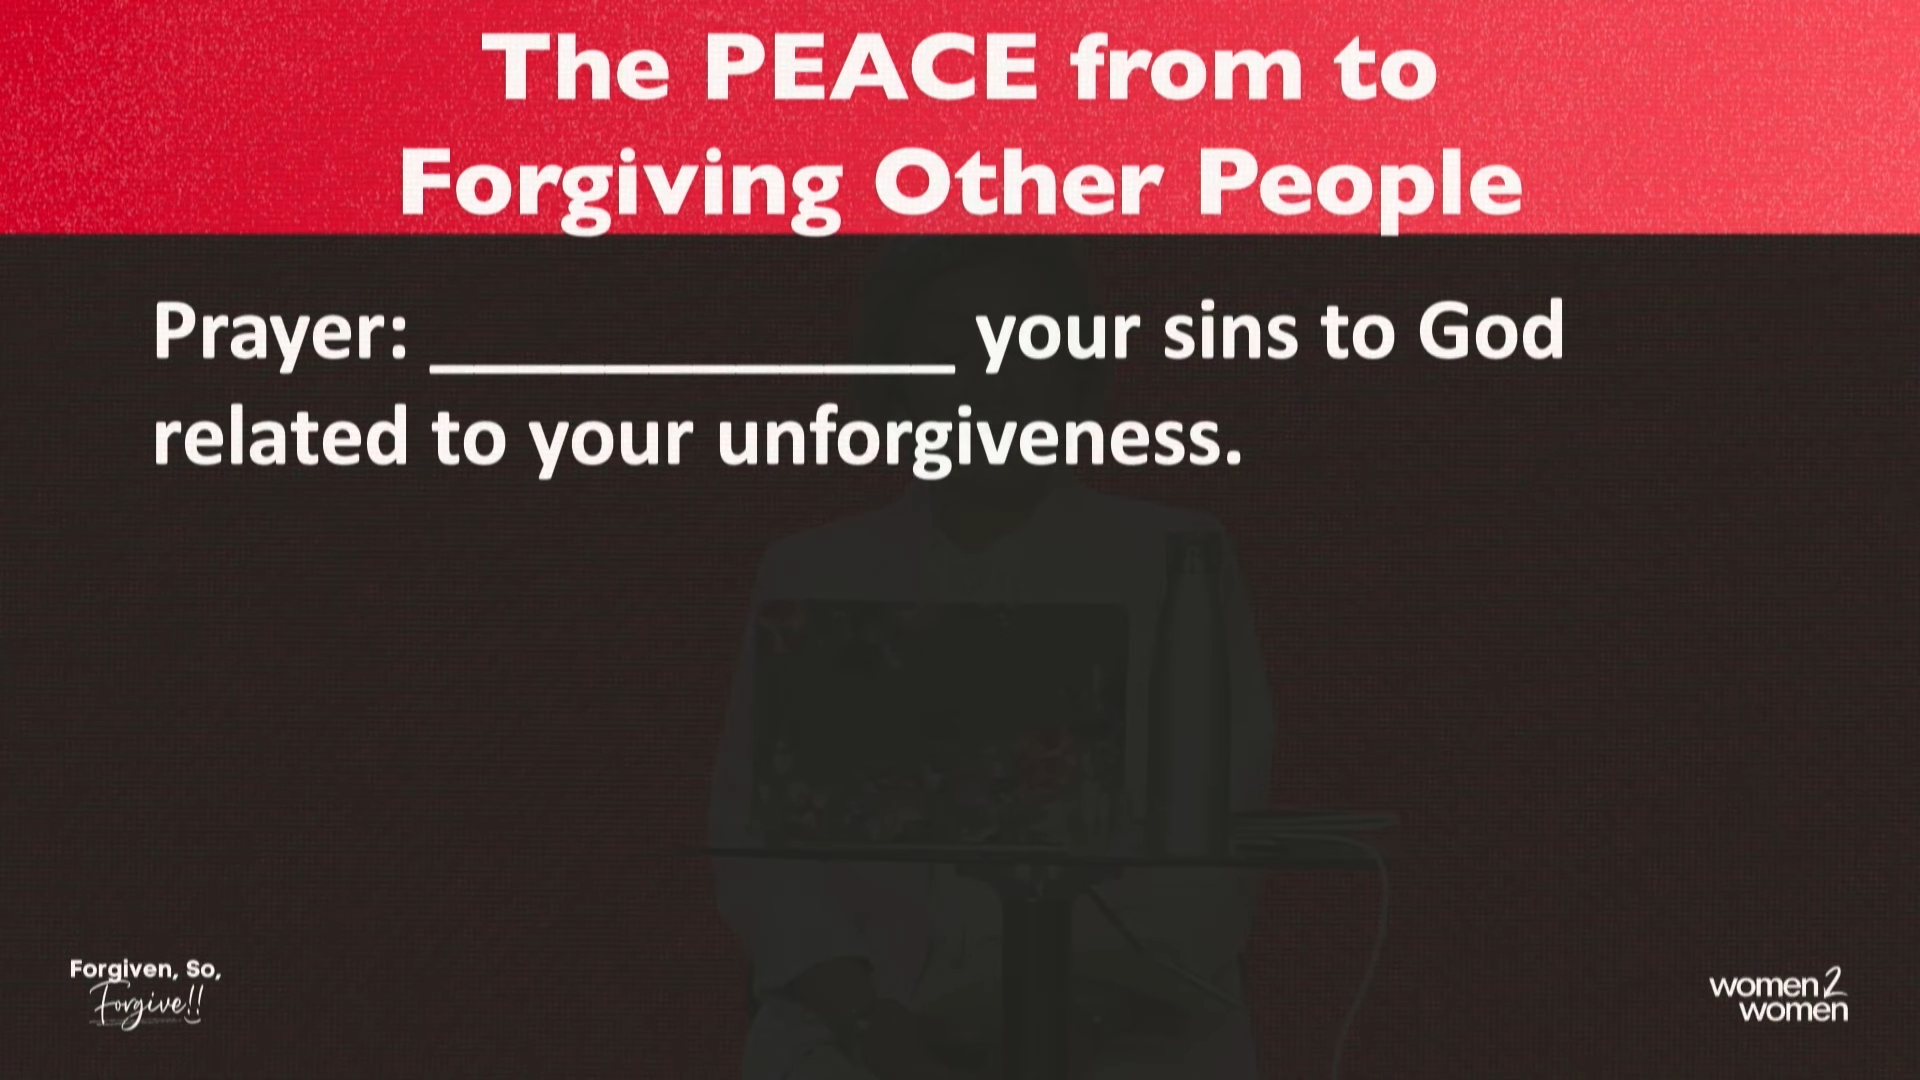 The PEACE from to
Forgiving Other People
Prayer: _______________ your sins to God
related to your unforgiveness.
Forgiven, So,
Forgive!!
women2
women